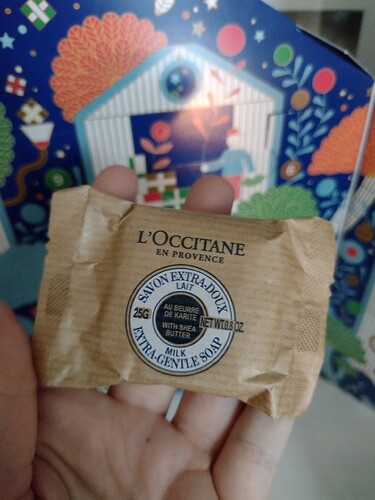 L'OCCITANE
EN PROVENCE
SAVON EXTRA-DOUX
LAIT
25G
AU BEURRE
DE KARITÉ
NET WT.0.8 OZ.
WITH SHEA
BUTTER
MILK
EXTRA-GENTLE SOAP